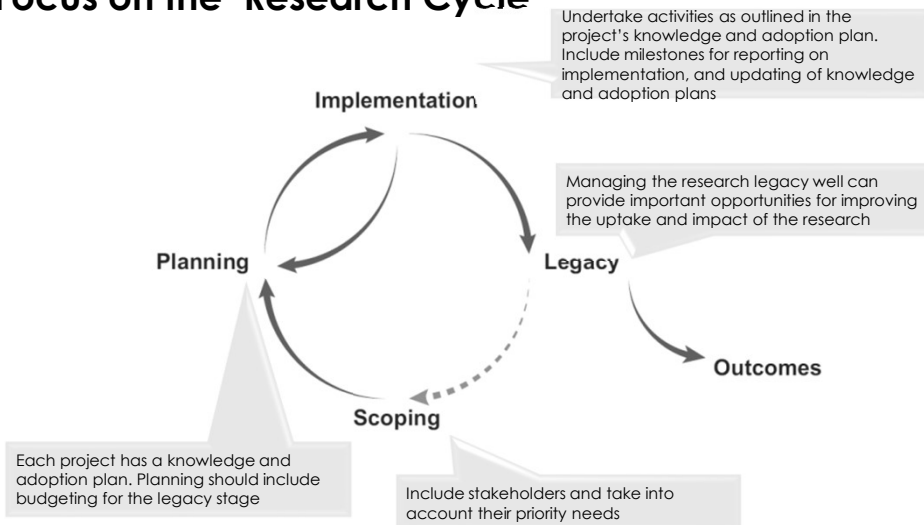 Focus on the 'Research Cycle'
Undertake activities as outlined in the
project's knowledge and adoption plan.
Include milestones for reporting on
implementation, and updating of knowledge
and adoption plans
Implementation
Managing the research legacy well can
provide important opportunities for improving
the uptake and impact of the research
Planning
Legacy
Outcomes
Scoping
Each project has a knowledge and
adoption plan. Planning should include
budgeting for the legacy stage
Include stakeholders and take into
account their priority needs